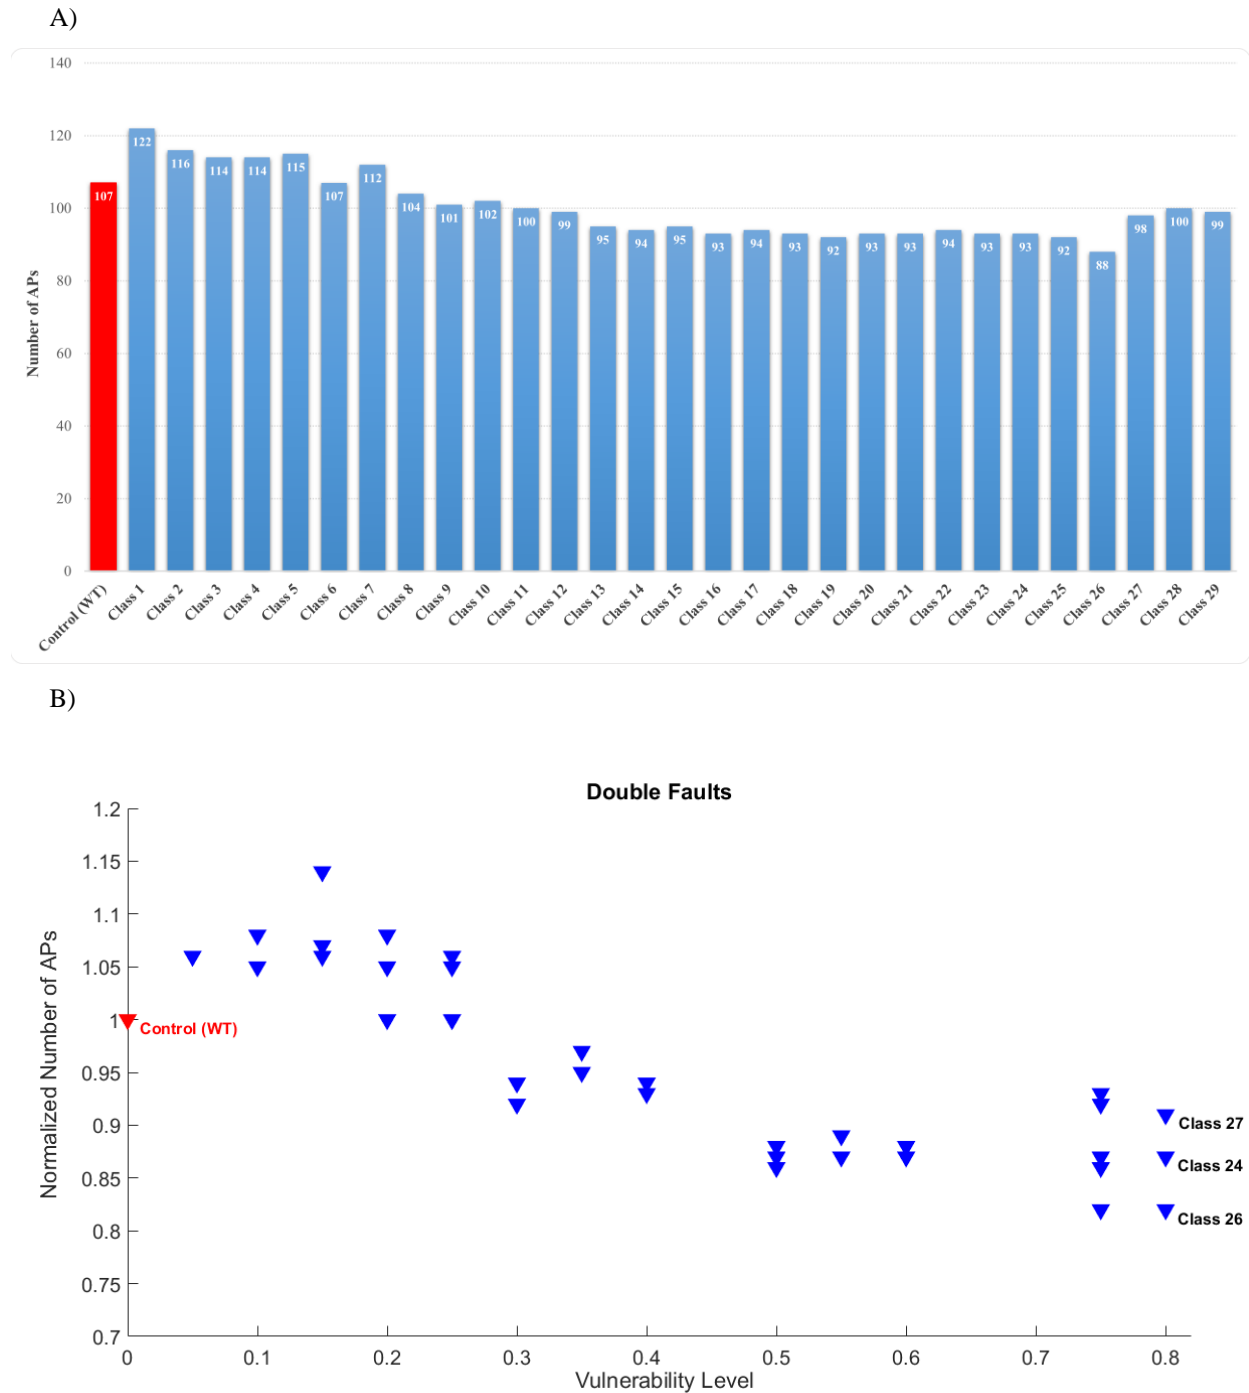 A)
140
120
100
80
60
40
20
0
Number of APs
107
122
116
114
114
115
107
112
104
101
102
100
99
95
94
95
93
94
93
92
93
93
94
93
93
92
88
98
100
99
Control (WT)
Class 1
Class 2
Class 3
Class 4
Class 5
Class 6
Class 7
Class 8
Class 9
Class 10
Class 11
Class 12
Class 13
Class 14
Class 15
Class 16
Class 17
Class 18
Class 19
Class 20
Class 21
Class 22
Class 23
Class 24
Class 25
Class 26
Class 27
Class 28
Class 29
B)
Double Faults
1.2
1.15
1.1
1.05
1
0.95
0.9
0.85
0.8
0.75
0.7
Normalized Number of APs
Control (WT)
Class 27
Class 24
Class 26
0
0.1
0.2
0.3
0.4
0.5
0.6
0.7
0.8
Vulnerability Level